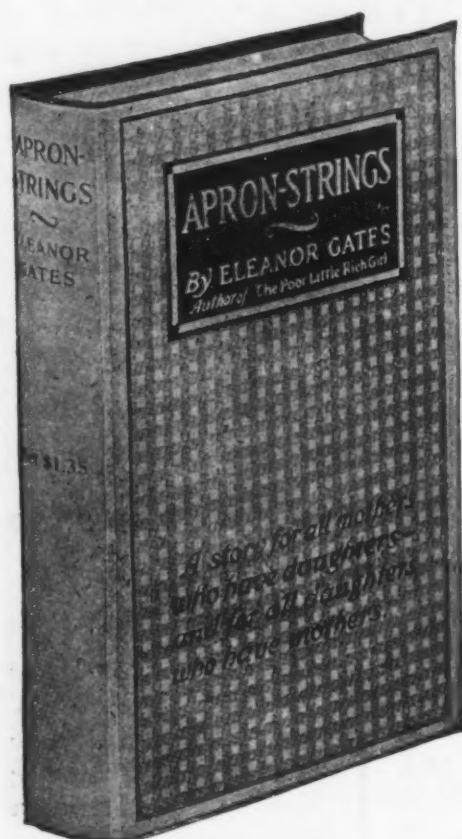 APRON-
STRINGS
ELEANOR
GATES
$1.35
APRON-STRINGS
By ELEANOR GATES
Author of The Poor Little Rich Girl
A story for all mothers
who have daughters—
and for all daughters
who have mothers.